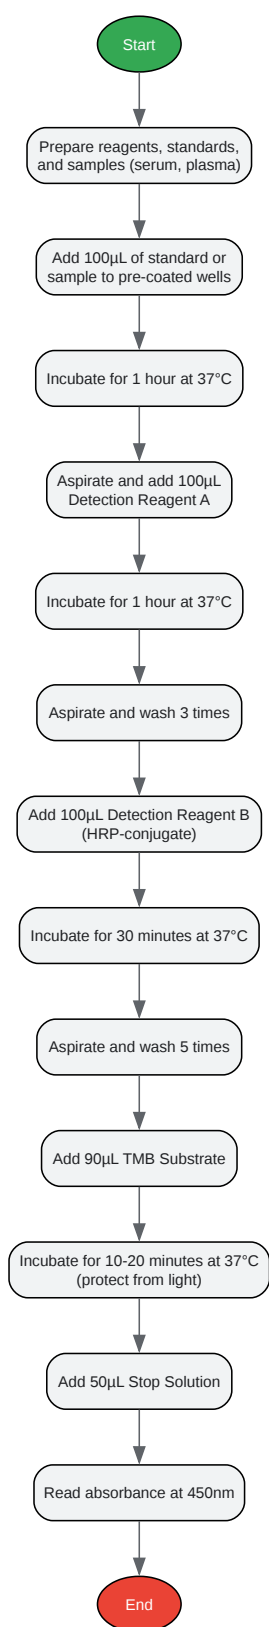 Start
Prepare reagents, standards,
and samples (serum, plasma)
Add 100µL of standard or
sample to pre-coated wells
Incubate for 1 hour at 37°C
Aspirate and add 100µL
Detection Reagent A
Incubate for 1 hour at 37°C
Aspirate and wash 3 times
Add 100µL Detection Reagent B
(HRP-conjugate)
Incubate for 30 minutes at 37°C
Aspirate and wash 5 times
Add 90µL TMB Substrate
Incubate for 10-20 minutes at 37°C
(protect from light)
Add 50µL Stop Solution
Read absorbance at 450nm
End